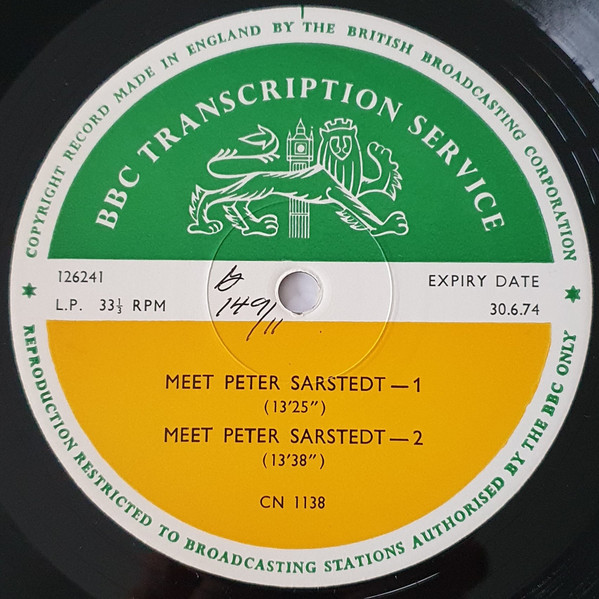 COPYRIGHT RECORD MADE IN ENGLAND BY THE BRITISH BROADCASTING CORPORATION
BBC TRANSCRIPTION SERVICE
126241
EXPIRY DATE
L.P. 33⅓ RPM
30.6.74
149/11
MEET PETER SARSTEDT—1
(13'25")
MEET PETER SARSTEDT—2
(13'38")
CN 1138
REPRODUCTION RESTRICTED TO BROADCASTING STATIONS AUTHORISED BY THE BBC ONLY